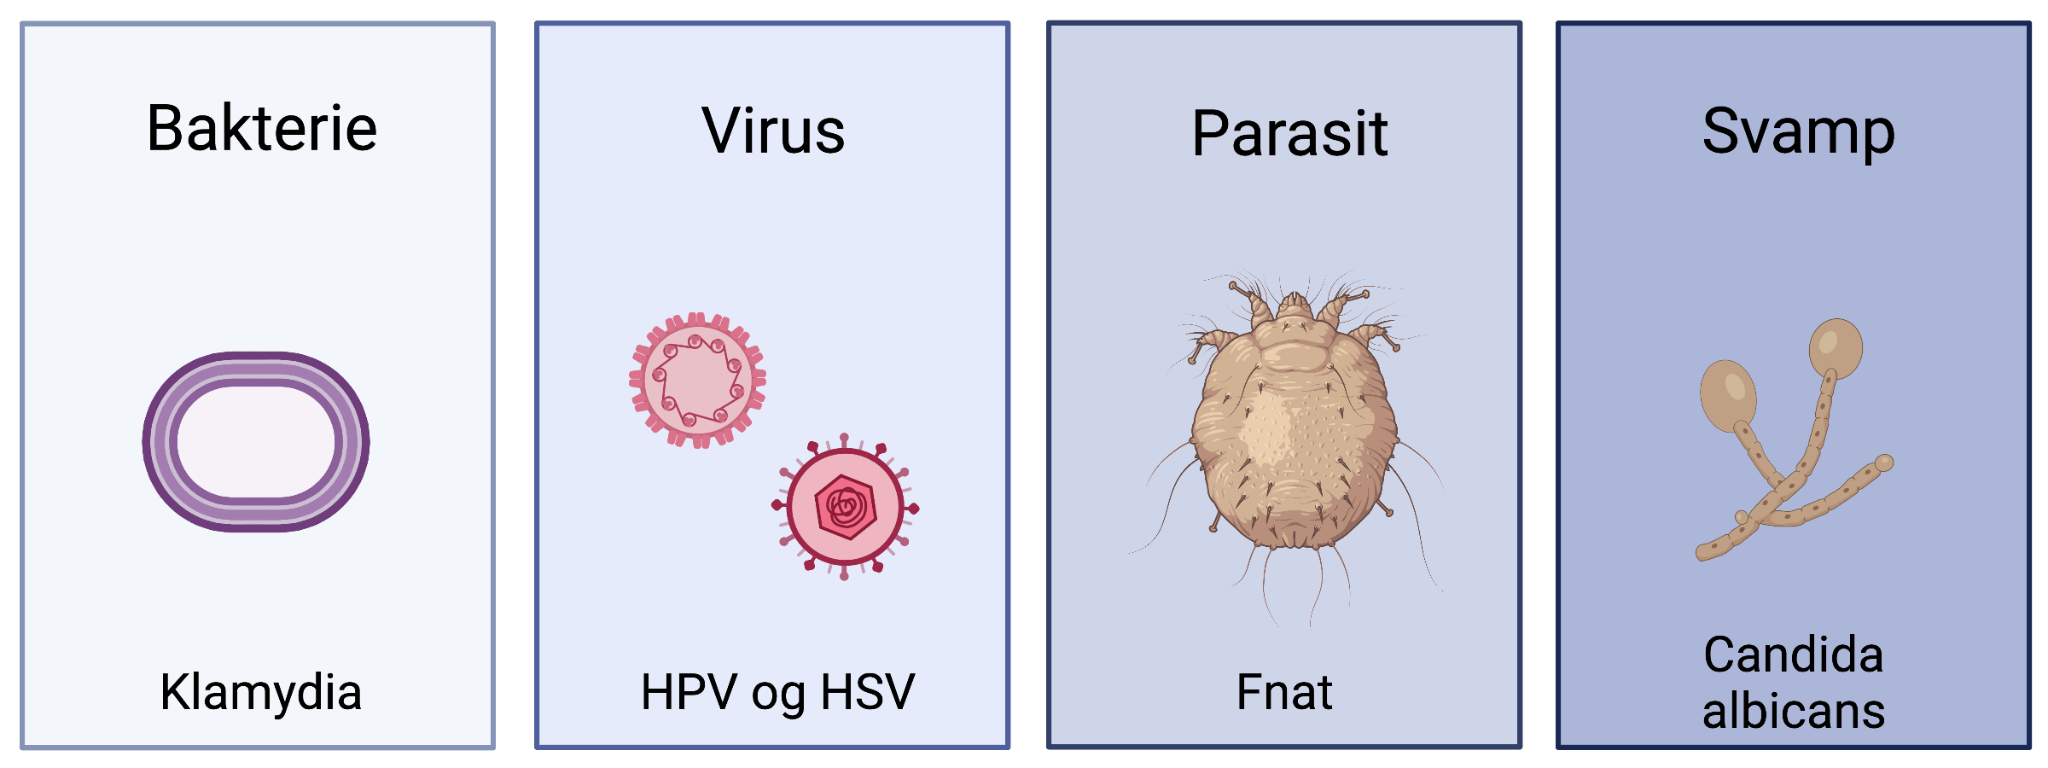 Bakterie
Virus
Parasit
Svamp
Klamydia
HPV og HSV
Fnat
Candida
albicans